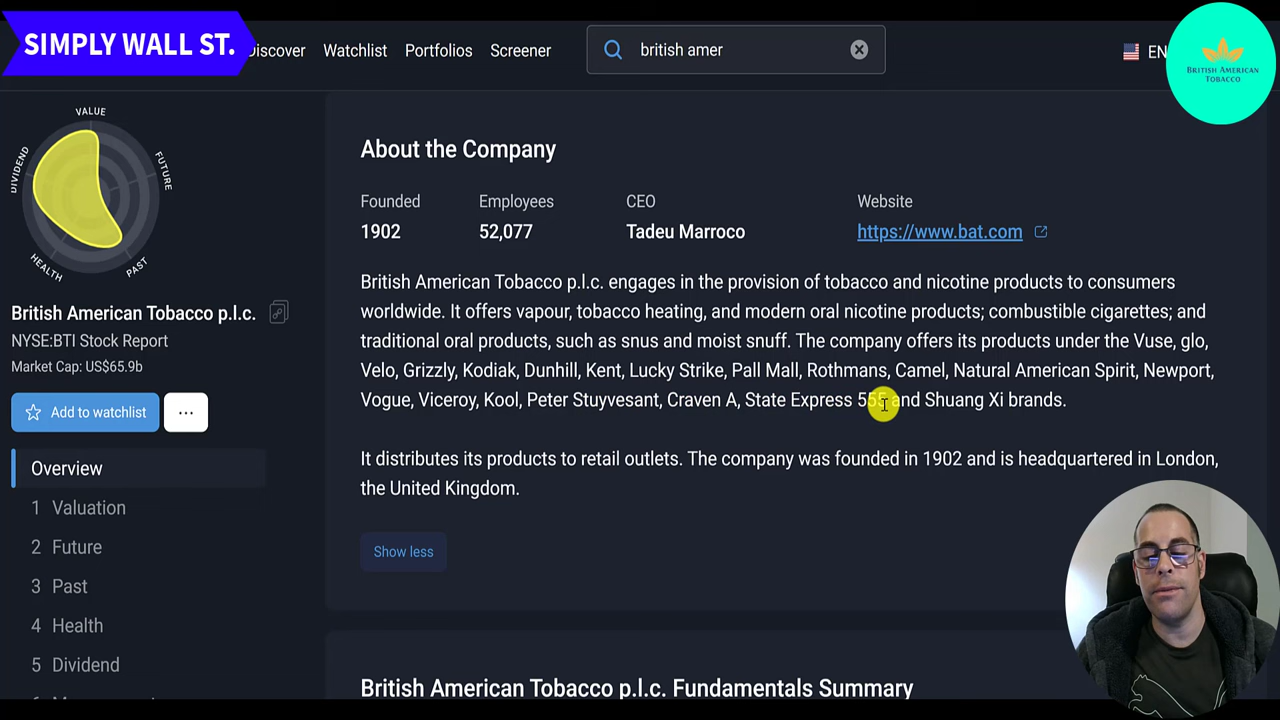 SIMPLY WALL ST.
Discover Watchlist Portfolios Screener
british amer
EN
BRITISH AMERICAN
TOBACCO
VALUE
FUTURE
PAST
HEALTH
DIVIDEND
British American Tobacco p.l.c.
NYSE:BTI Stock Report
Market Cap: US$65.9b
Add to watchlist
...
Overview
1 Valuation
2 Future
3 Past
4 Health
5 Dividend
About the Company
Founded Employees CEO Website
1902 52,077 Tadeu Marroco https://www.bat.com
British American Tobacco p.l.c. engages in the provision of tobacco and nicotine products to consumers
worldwide. It offers vapour, tobacco heating, and modern oral nicotine products; combustible cigarettes; and
traditional oral products, such as snus and moist snuff. The company offers its products under the Vuse, glo,
Velo, Grizzly, Kodiak, Dunhill, Kent, Lucky Strike, Pall Mall, Rothmans, Camel, Natural American Spirit, Newport,
Vogue, Viceroy, Kool, Peter Stuyvesant, Craven A, State Express 555 and Shuang Xi brands.
It distributes its products to retail outlets. The company was founded in 1902 and is headquartered in London,
the United Kingdom.
Show less
British American Tobacco p.l.c. Fundamentals Summary